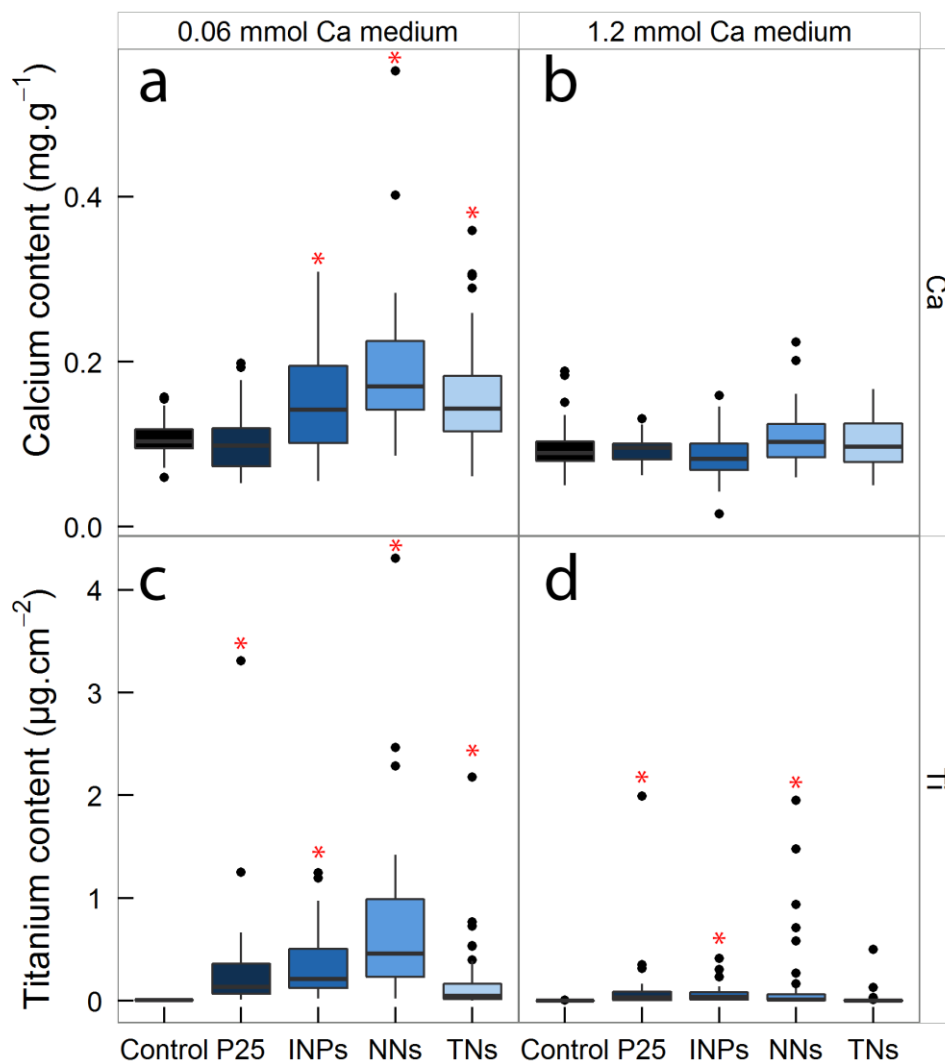 0.06 mmol Ca medium
1.2 mmol Ca medium
a
b
Calcium content (mg.g⁻¹)
0.4
0.2
0.0
*
*
*
Ca
c
d
Titanium content (µg.cm⁻²)
4
3
2
1
0
*
*
*
*
*
*
*
Ti
Control P25 INPs NNs TNs
Control P25 INPs NNs TNs